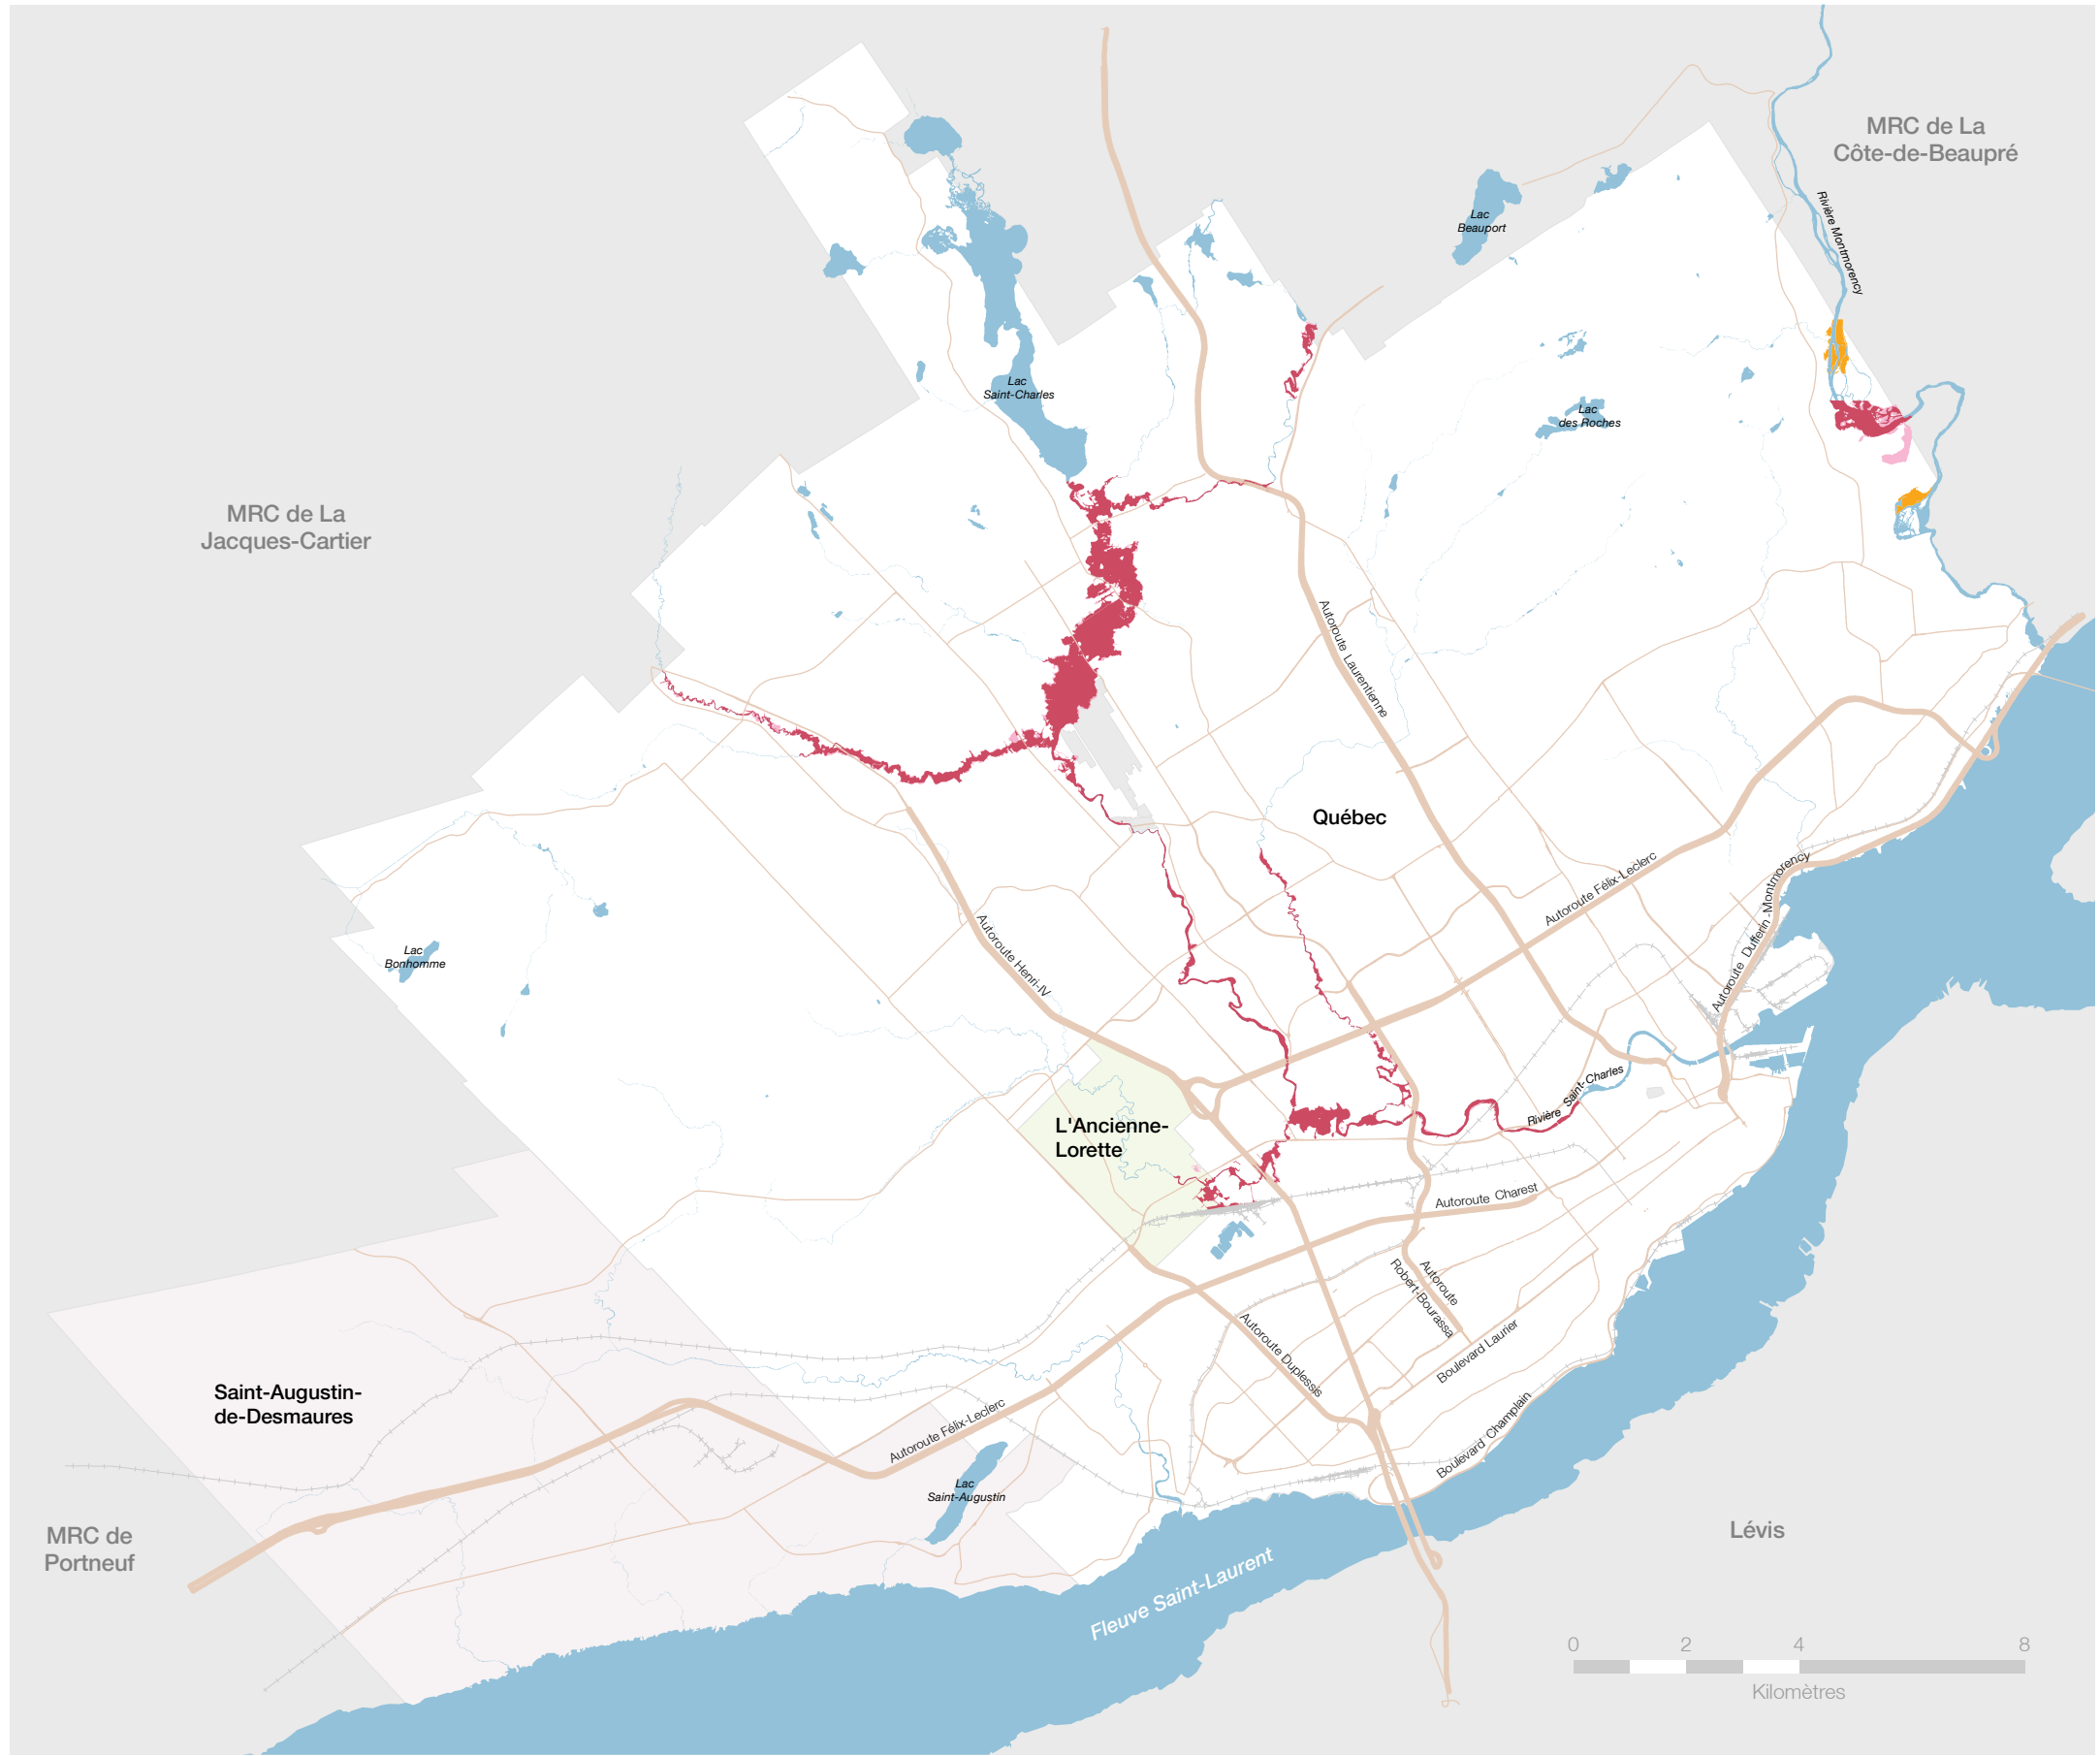 MRC de La
Côte-de-Beaupré
Rivière Montmorency
Lac
Beauport
Lac
Saint-Charles
Lac
des Roches
MRC de La
Jacques-Cartier
Autoroute Laurentienne
Québec
Autoroute Félix-Leclerc
Autoroute Dufferin-Montmorency
Lac
Bonhomme
Autoroute Henri-IV
Rivière Saint-Charles
L'Ancienne-
Lorette
Autoroute Charest
Autoroute
Robert-Bourassa
Autoroute Duplessis
Boulevard Laurier
Boulevard Champlain
Saint-Augustin-
de-Desmaures
Autoroute Félix-Leclerc
Lac
Saint-Augustin
MRC de
Portneuf
Lévis
Fleuve Saint-Laurent
0 2 4 8
Kilomètres